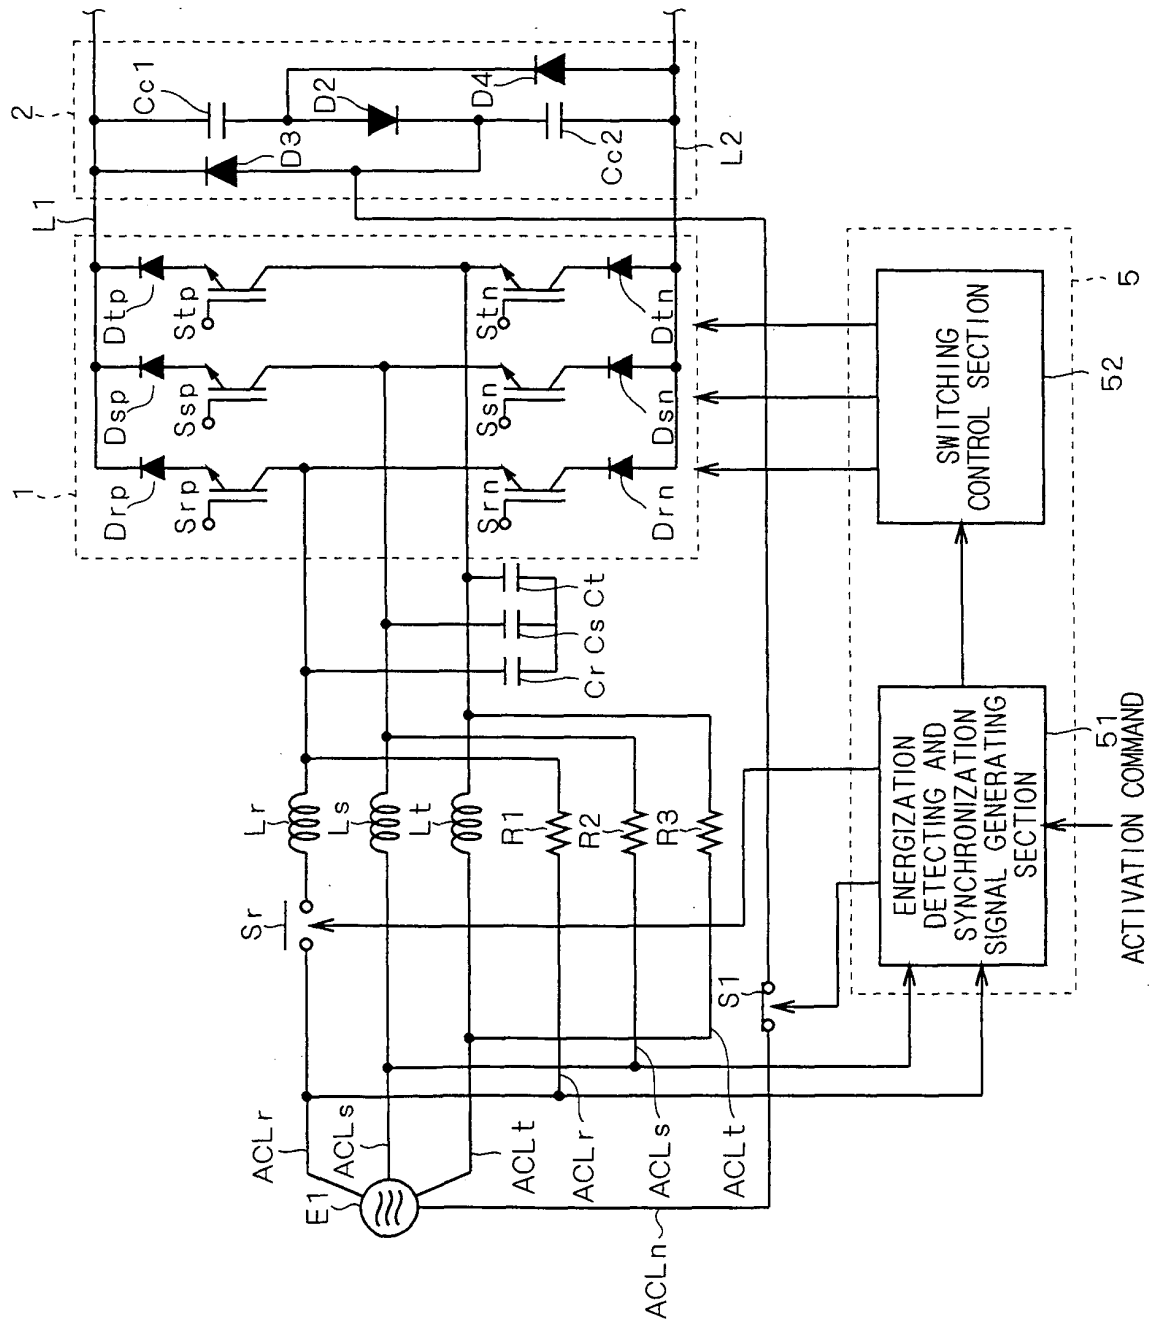 1
L1
2
Drp
Dsp
Dtp
Srp
Ssp
Stp
Cc1
D3
D2
D4
Cc2
L2
Srn
Ssn
Stn
Drn
Dsn
Dtn
Sr
Lr
Ls
Lt
R1
R2
R3
Cr
Cs
Ct
E1
ACLr
ACLs
ACLt
ACLr
ACLs
ACLt
ACLn
S1
ENERGIZATION
DETECTING AND
SYNCHRONIZATION
SIGNAL GENERATING
SECTION
51
SWITCHING
CONTROL SECTION
52
5
ACTIVATION COMMAND